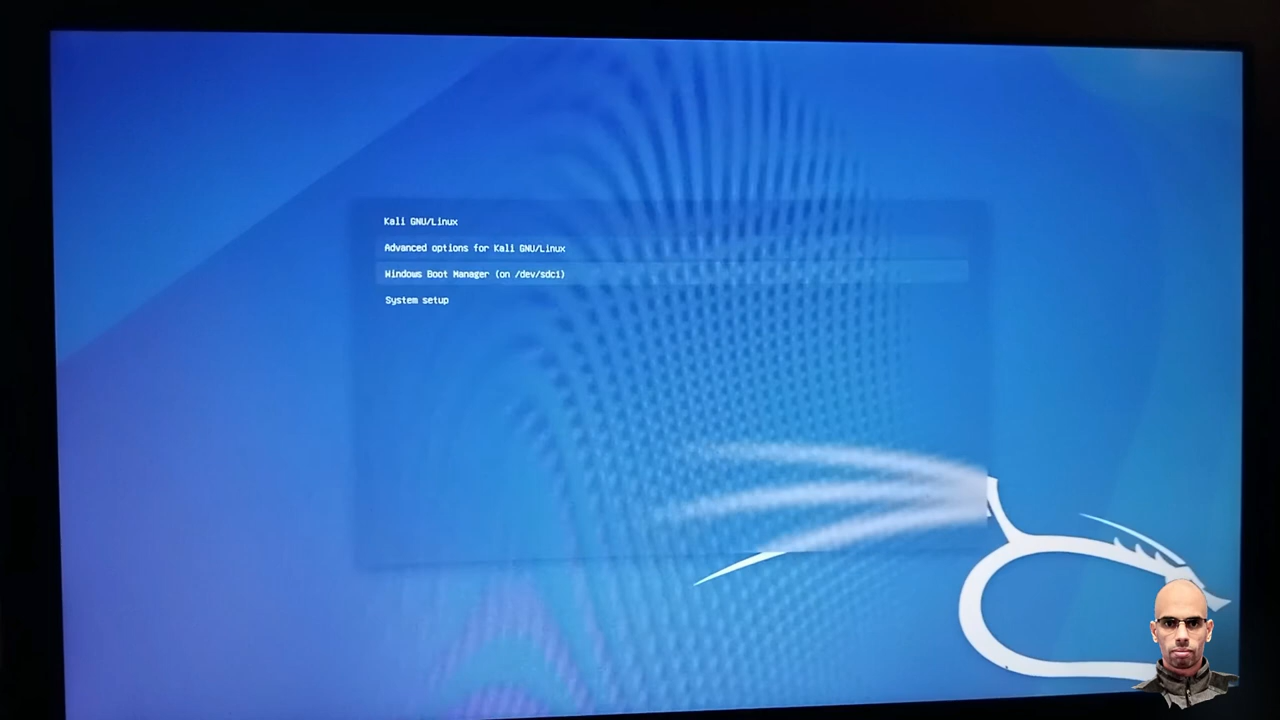 Kali GNU/Linux
Advanced options for Kali GNU/Linux
Windows Boot Manager (on /dev/sdc1)
System setup